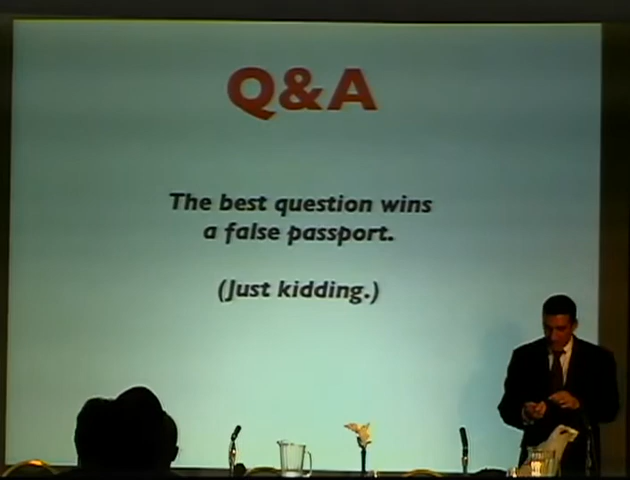 Q&A
The best question wins
a false passport.
(Just kidding.)